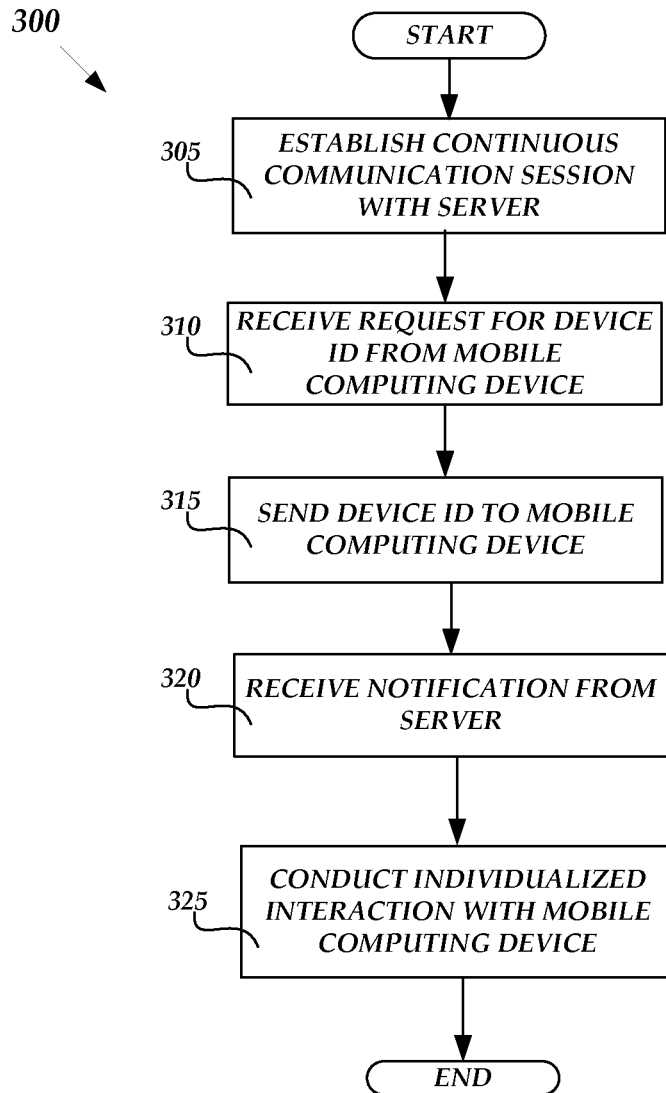 300
START
305
ESTABLISH CONTINUOUS
COMMUNICATION SESSION
WITH SERVER
310
RECEIVE REQUEST FOR DEVICE
ID FROM MOBILE
COMPUTING DEVICE
315
SEND DEVICE ID TO MOBILE
COMPUTING DEVICE
320
RECEIVE NOTIFICATION FROM
SERVER
325
CONDUCT INDIVIDUALIZED
INTERACTION WITH MOBILE
COMPUTING DEVICE
END